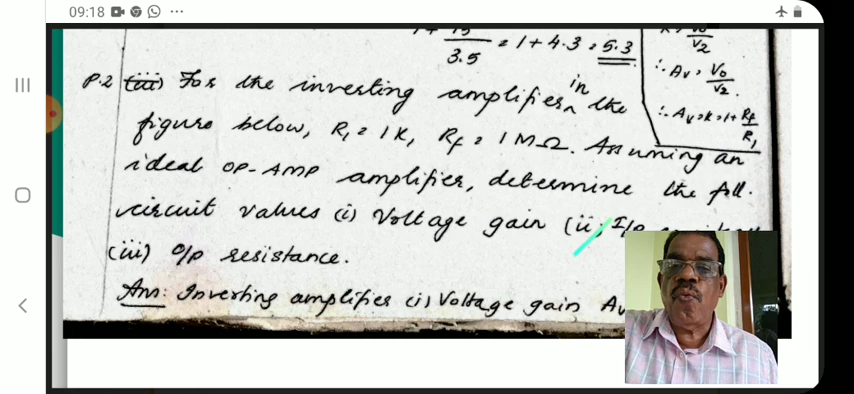 09:18
15
3.5 = 1 + 4.3 = 5.3
V2
∴ Av = Vo
V2
∴ Av = K = 1 + Rf
R1
P.2 (iii) For the inverting amplifier in the
figure below, R1 = 1K, Rf = 1MΩ. Assuming an
ideal OP-AMP amplifier, determine the foll.
circuit values (i) Voltage gain (ii) I/p
(iii) o/p resistance.
Ans: Inverting amplifier (i) Voltage gain Av